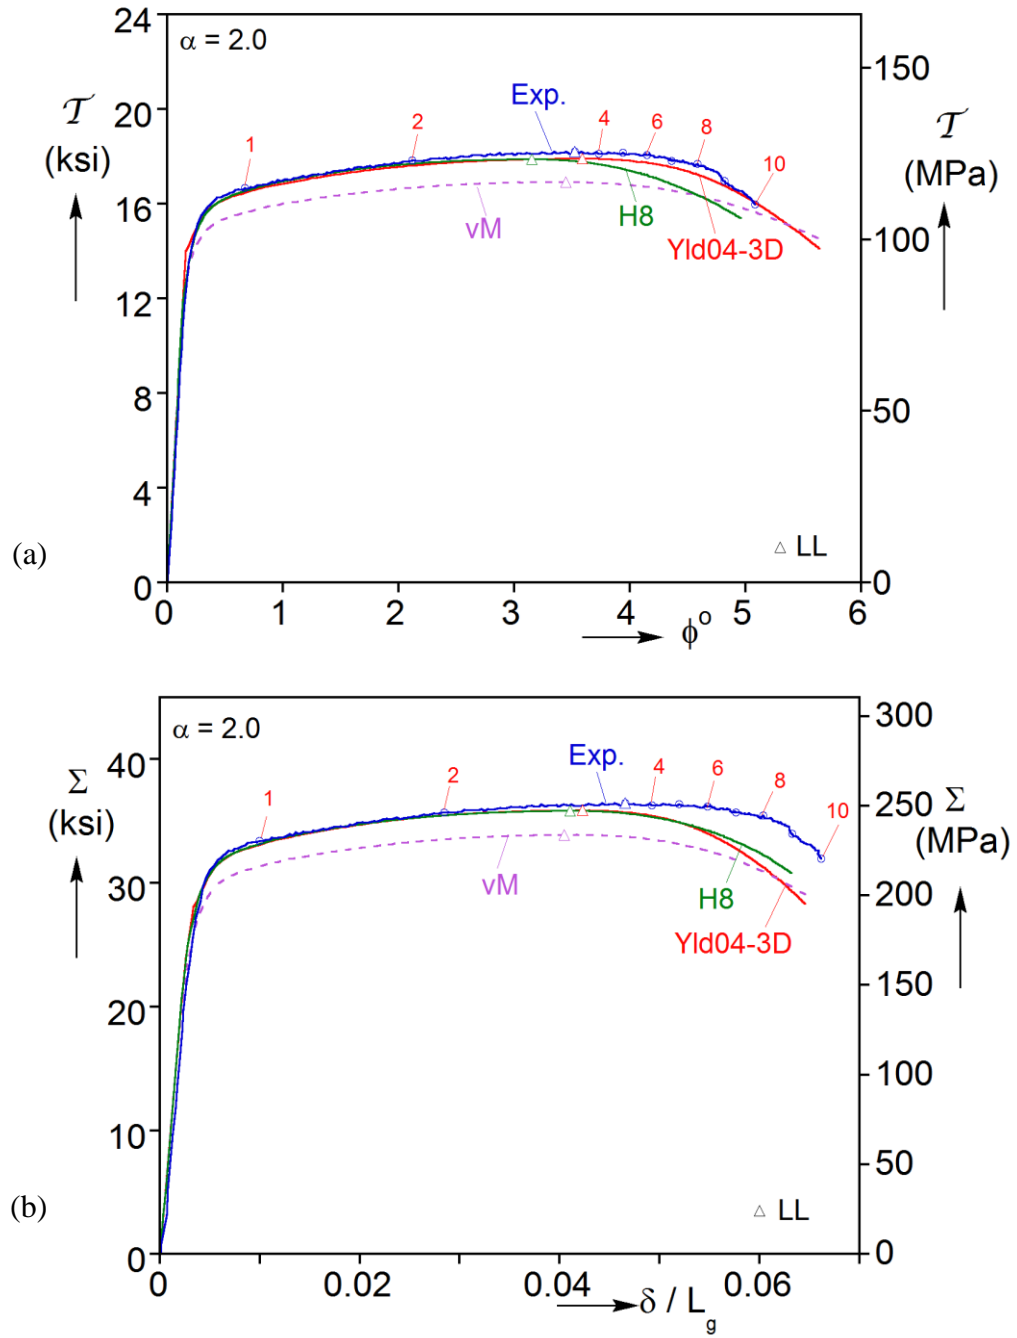 24
α = 2.0
150
𝒯
(ksi)
20
Exp.
1
2
4
6
8
10
𝒯
(MPa)
16
vM
H8
Yld04-3D
100
12
8
50
4
(a)
△ LL
0
0
0 1 2 3 4 5 6
ϕ°
α = 2.0
300
Σ
(ksi)
40
Exp.
1
2
4
6
8
10
250
Σ
(MPa)
30
vM
H8
Yld04-3D
200
150
20
100
10
50
(b)
△ LL
0
0
0 0.02 0.04 0.06
δ / Lg